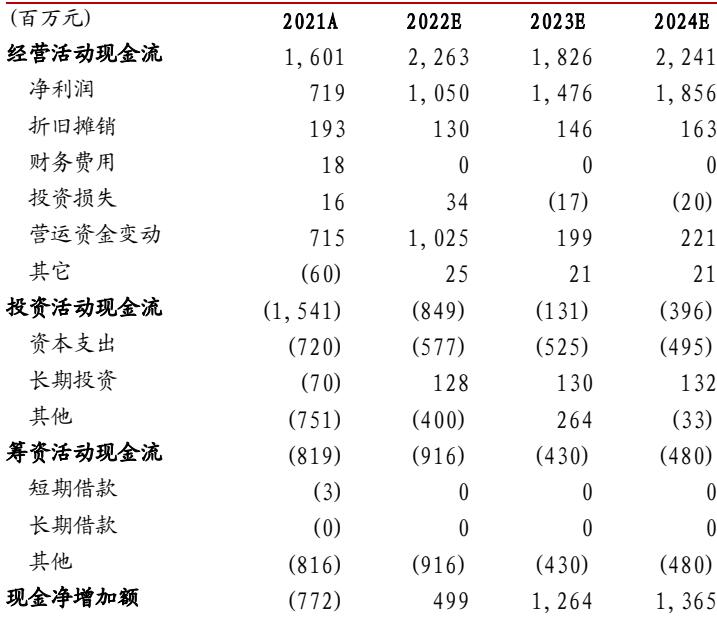 (百万元) 2021A 2022E 2023E 2024E
经营活动现金流 1,601 2,263 1,826 2,241
净利润 719 1,050 1,476 1,856
折旧摊销 193 130 146 163
财务费用 18 0 0 0
投资损失 16 34 (17) (20)
营运资金变动 715 1,025 199 221
其它 (60) 25 21 21
投资活动现金流 (1,541) (849) (131) (396)
资本支出 (720) (577) (525) (495)
长期投资 (70) 128 130 132
其他 (751) (400) 264 (33)
筹资活动现金流 (819) (916) (430) (480)
短期借款 (3) 0 0 0
长期借款 (0) 0 0 0
其他 (816) (916) (430) (480)
现金净增加额 (772) 499 1,264 1,365